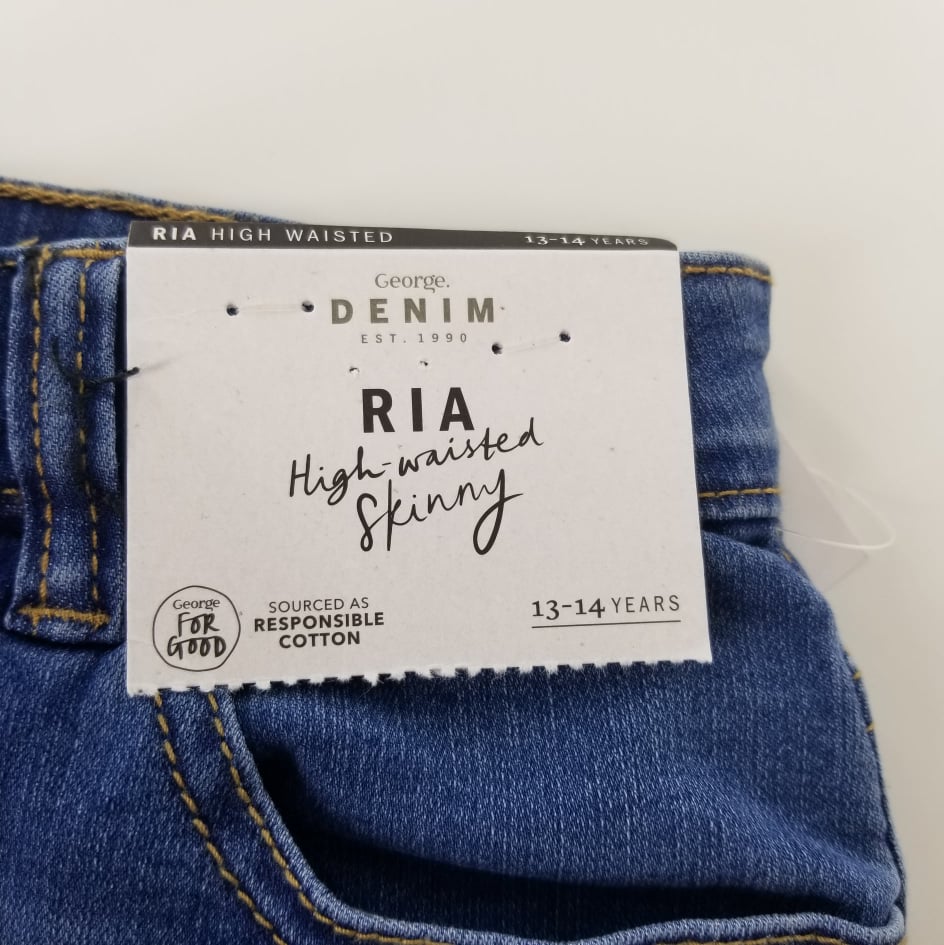 RIA HIGH WAISTED 13-14 YEARS
George.
DENIM
EST. 1990
RIA
High-waisted
Skinny
George
FOR
GOOD
SOURCED AS
RESPONSIBLE
COTTON
13-14 YEARS